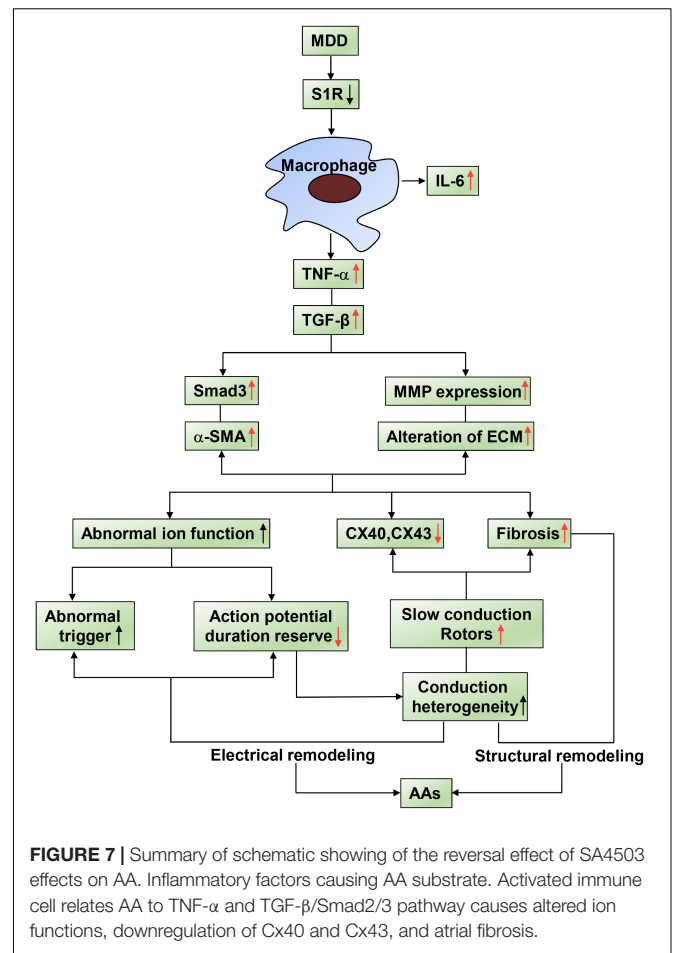 MDD
S1R↓
Macrophage
IL-6↑
TNF-α↑
TGF-β↑
Smad3↑
MMP expression↑
α-SMA↑
Alteration of ECM↑
Abnormal ion function↑
CX40,CX43↓
Fibrosis↑
Abnormal
trigger↑
Action potential
duration reserve↓
Slow conduction
Rotors↑
Conduction
heterogeneity↑
Electrical remodeling
Structural remodeling
AAs
FIGURE 7 | Summary of schematic showing of the reversal effect of SA4503
effects on AA. Inflammatory factors causing AA substrate. Activated immune
cell relates AA to TNF-α and TGF-β/Smad2/3 pathway causes altered ion
functions, downregulation of Cx40 and Cx43, and atrial fibrosis.